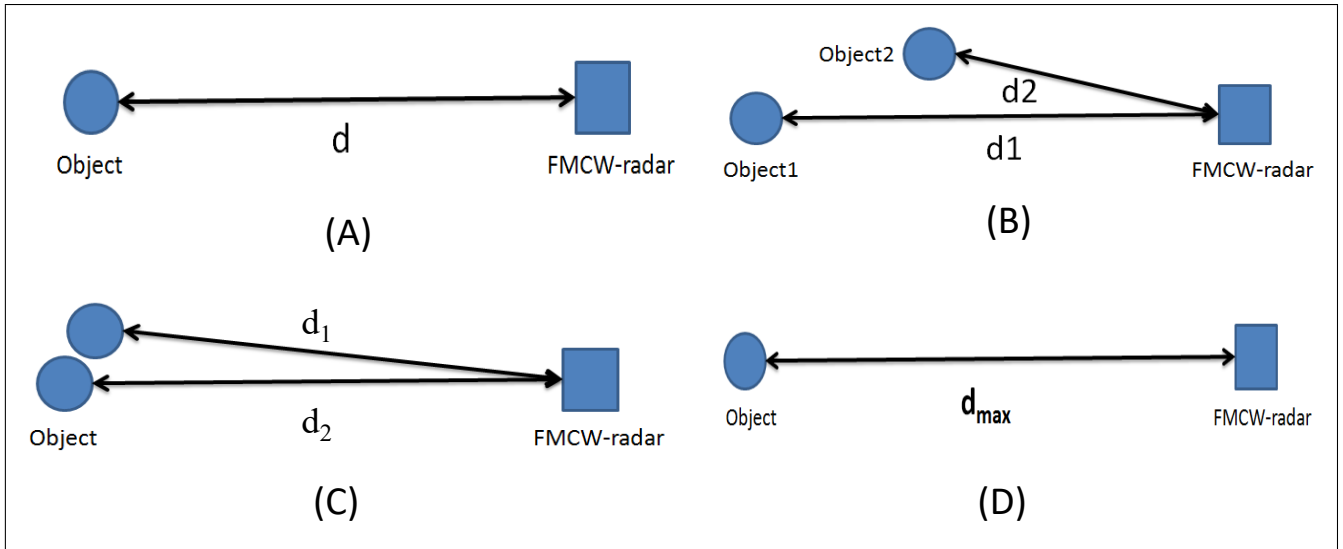 d
Object
FMCW-radar
(A)
Object2
d2
d1
Object1
FMCW-radar
(B)
d₁
d₂
Object
FMCW-radar
(C)
dmax
Object
FMCW-radar
(D)